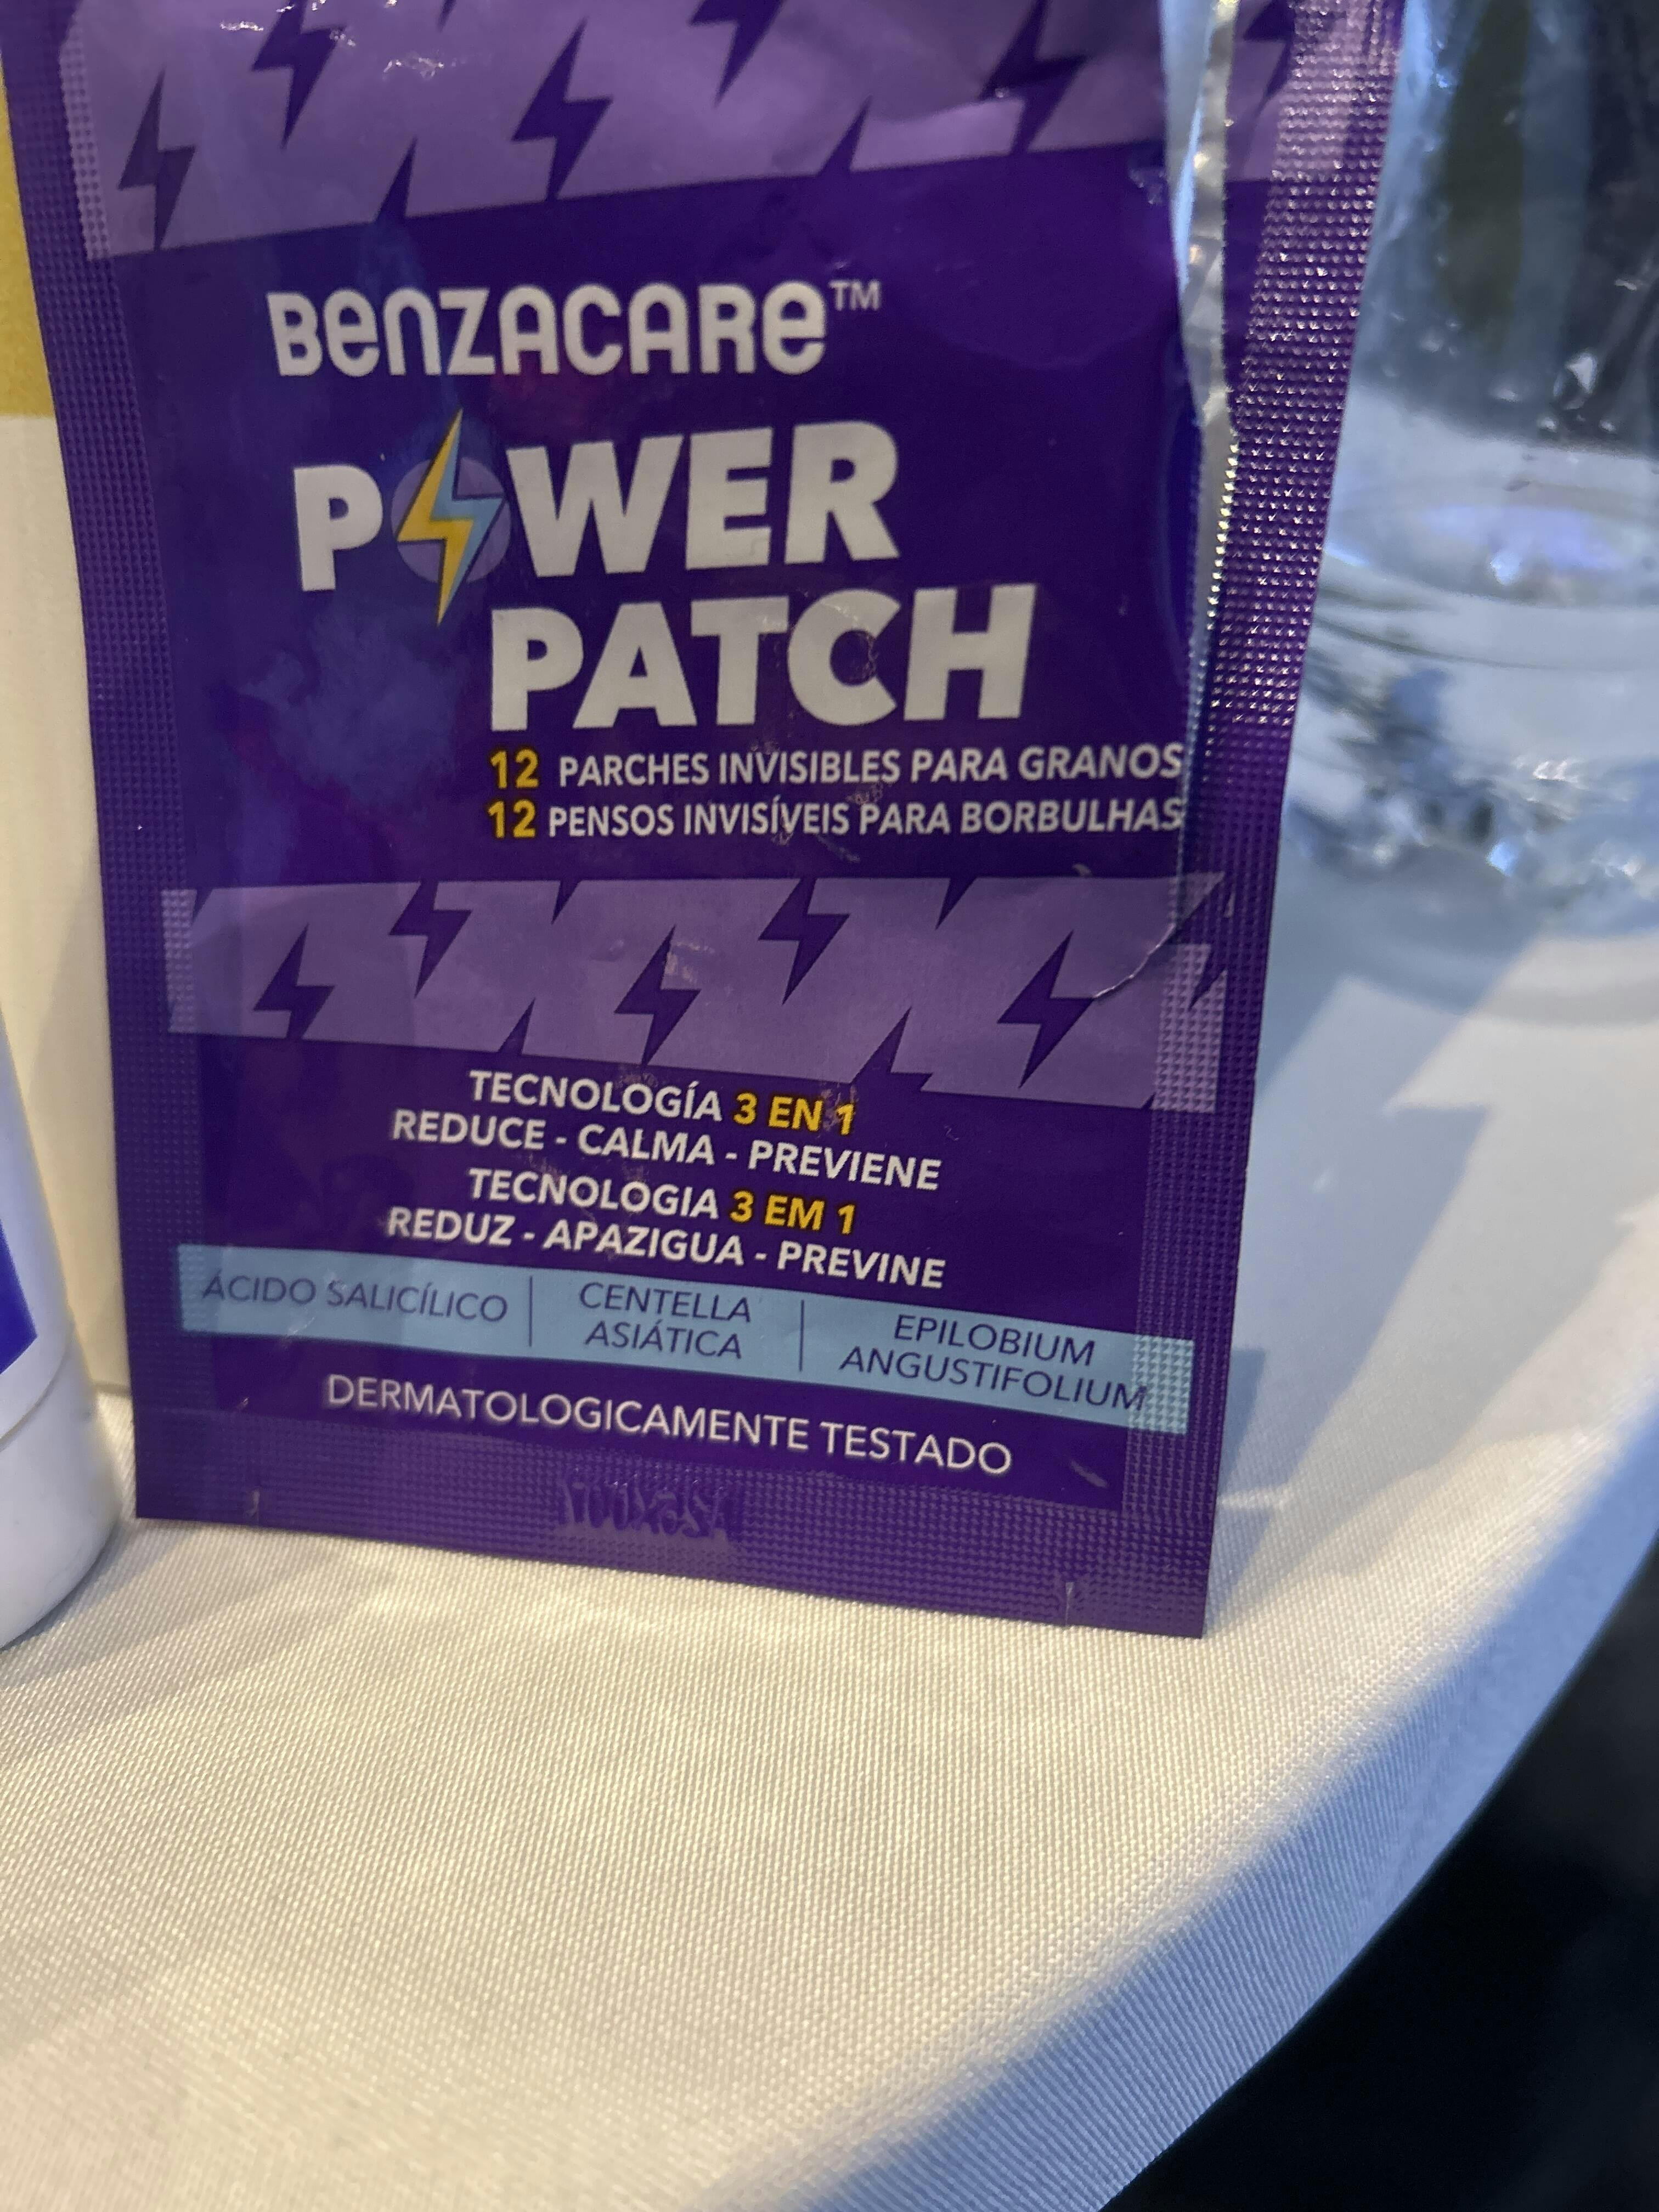 BENZACARE™
POWER
PATCH
12 PARCHES INVISIBLES PARA GRANOS
12 PENSOS INVISÍVEIS PARA BORBULHAS
TECNOLOGÍA 3 EN 1
REDUCE - CALMA - PREVIENE
TECNOLOGIA 3 EM 1
REDUZ - APAZIGUA - PREVINE
ÁCIDO SALICÍLICO
CENTELLA
ASIÁTICA
EPILOBIUM
ANGUSTIFOLIUM
DERMATOLOGICAMENTE TESTADO